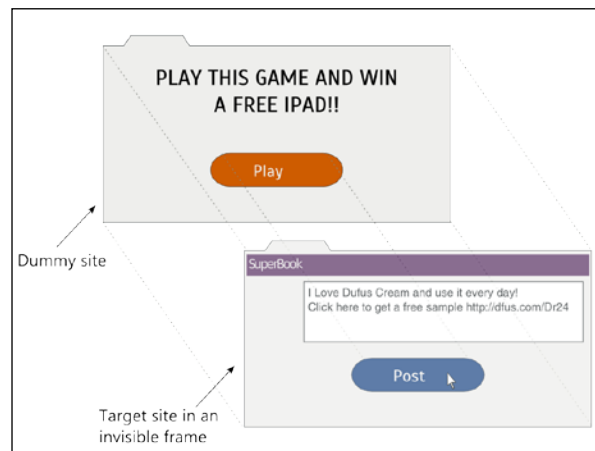 PLAY THIS GAME AND WIN
A FREE IPAD!!
Play
Dummy site
SuperBook
I Love Dufus Cream and use it every day!
Click here to get a free sample http://dfus.com/Dr24
Post
Target site in an
invisible frame